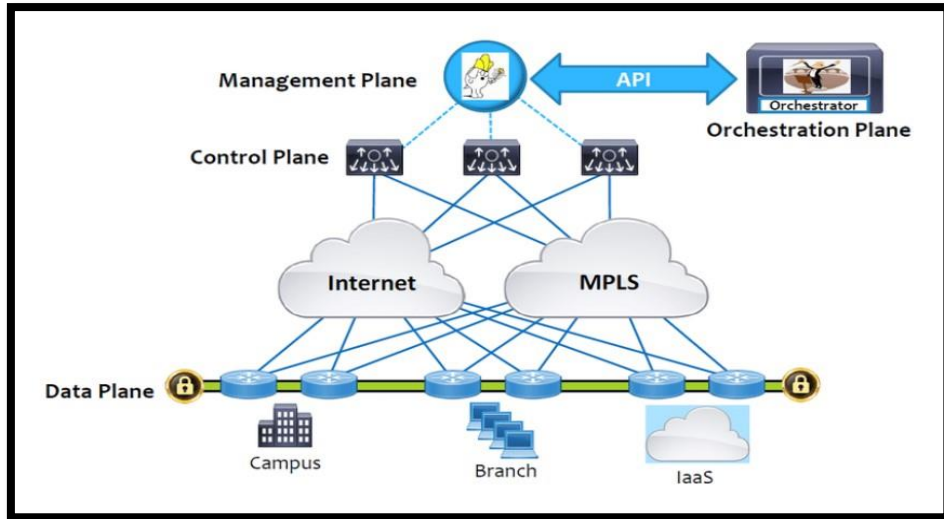 Management Plane
API
Orchestrator
Orchestration Plane
Control Plane
Internet
MPLS
Data Plane
Campus
Branch
IaaS